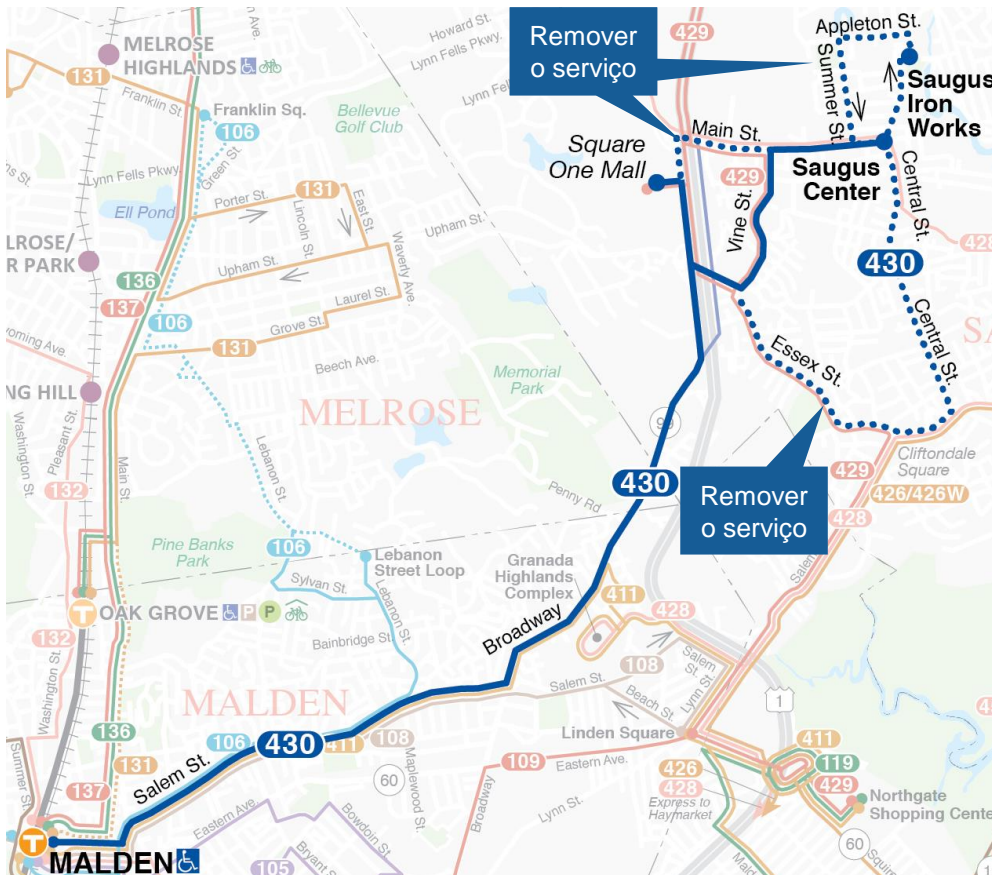 MELROSE
HIGHLANDS
131
Franklin St.
Franklin Sq.
106
Green St.
Lynn Fells Pkwy.
Ell Pond
Bellevue
Golf Club
Howard St.
Lynn Fells Pkwy.
429
Remover
o serviço
Appleton St.
Summer St.
Saugus
Iron
Works
Main St.
Square
One Mall
Saugus
Center
429
Vine St.
Central St.
428
430
Central St.
Porter St.
131
East St.
Lincoln St.
Upham St.
Waverly Ave.
Upham St.
136
137
106
Laurel St.
Grove St.
131
Beech Ave.
Memorial
Park
MELROSE
Essex St.
Cliftondale
Square
426/426W
429
428
Remover
o serviço
99
430
Penny Rd
Washington St.
Pleasant St.
132
Main St.
Lebanon St.
Pine Banks
Park
106
Sylvan St.
Lebanon
Street Loop
Lebanon St.
T OAK GROVE P P
Bainbridge St.
Granada
Highlands
Complex
411
428
Broadway
108
Salem St.
Salem St.
Beach St.
Lynn St.
1
132
Washington St.
MALDEN
136
131
137
106
430
411
108
Salem St.
60
Maplewood St.
Linden Square
109
Eastern Ave.
Broadway
Lynn St.
426
428
Express to
Haymarket
411
119
429
Northgate
Shopping Cente
60
Summer St.
Eastern Ave.
Bowdoin St.
105
T
MALDEN